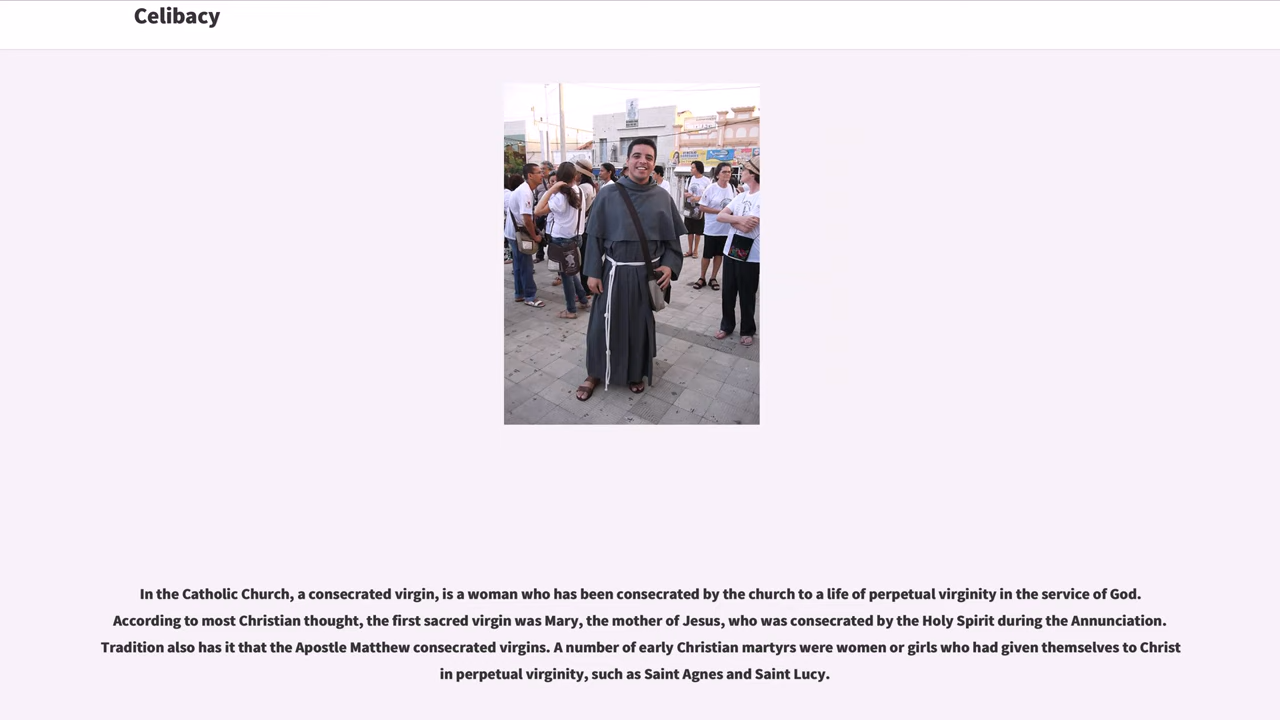 Celibacy
In the Catholic Church, a consecrated virgin, is a woman who has been consecrated by the church to a life of perpetual virginity in the service of God.
According to most Christian thought, the first sacred virgin was Mary, the mother of Jesus, who was consecrated by the Holy Spirit during the Annunciation.
Tradition also has it that the Apostle Matthew consecrated virgins. A number of early Christian martyrs were women or girls who had given themselves to Christ
in perpetual virginity, such as Saint Agnes and Saint Lucy.